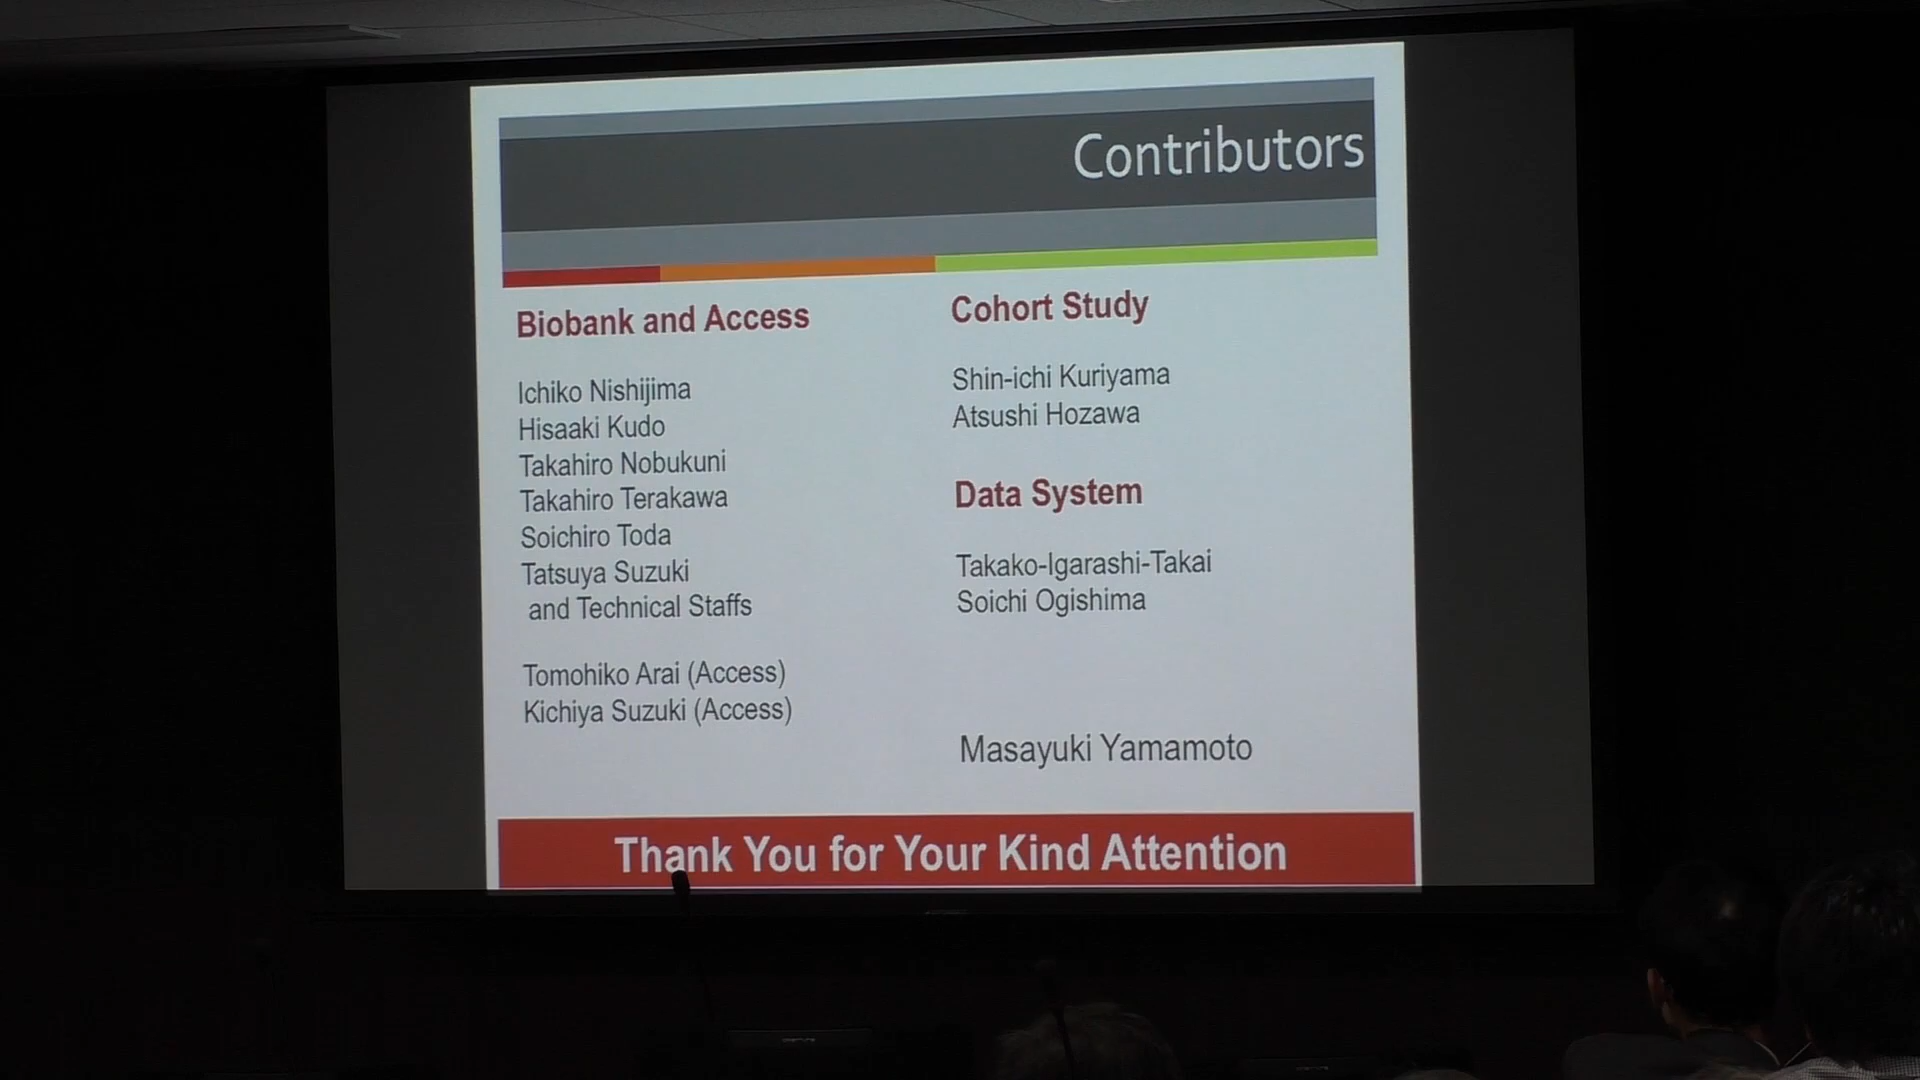 Contributors
Biobank and Access
Ichiko Nishijima
Hisaaki Kudo
Takahiro Nobukuni
Takahiro Terakawa
Soichiro Toda
Tatsuya Suzuki
and Technical Staffs
Tomohiko Arai (Access)
Kichiya Suzuki (Access)
Cohort Study
Shin-ichi Kuriyama
Atsushi Hozawa
Data System
Takako-Igarashi-Takai
Soichi Ogishima
Masayuki Yamamoto
Thank You for Your Kind Attention